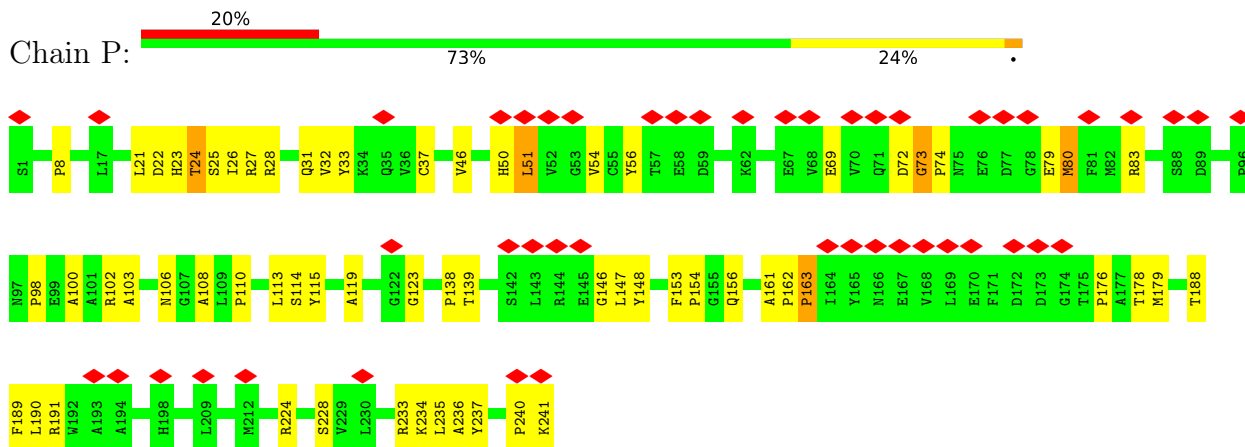 20%
Chain P:
73% 24% •
S1 P8 L17 L21 D22 H23 T24 S25 I26 R27 R28 Q31 V32 Y33 K34 Q35 V36 C37 V46 H50 L51 V52 G53 V54 C55 Y56 T57 E58 D59 K62 E67 V68 E69 V70 Q71 D72 G73 P74 N75 E76 D77 G78 E79 M80 F81 M82 R83 S88 D89 P96
N97 P98 E99 A100 A101 R102 A103 N106 G107 A108 L109 P110 L113 S114 Y115 A119 G122 G123 P138 T139 S142 L143 R144 E145 G146 L147 Y148 F153 P154 G155 Q156 A161 P162 P163 I164 Y165 N166 E167 V168 L169 E170 F171 D172 D173 G174 T175 P176 A177 T178 M179 T188
F189 L190 R191 W192 A193 A194 H198 L209 M212 R224 S228 V229 L230 R233 K234 L235 A236 Y237 P240 K241